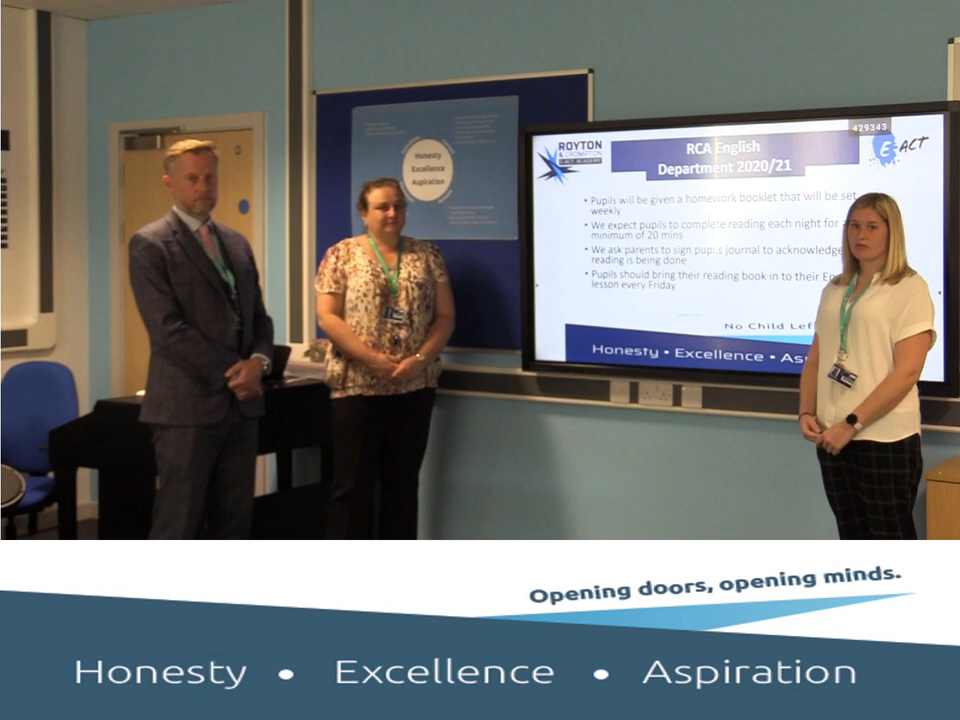 Honesty
Excellence
Aspiration
ROYTON
& CROMPTON
E-ACT ACADEMY
429343
E-ACT
RCA English
Department 2020/21
• Pupils will be given a homework booklet that will be set
weekly
• We expect pupils to complete reading each night for
minimum of 20 mins
• We ask parents to sign pupils journal to acknowledge
reading is being done
• Pupils should bring their reading book in to their En
lesson every Friday
No Child Lef
Honesty • Excellence • Asp
Opening doors, opening minds.
Honesty • Excellence • Aspiration